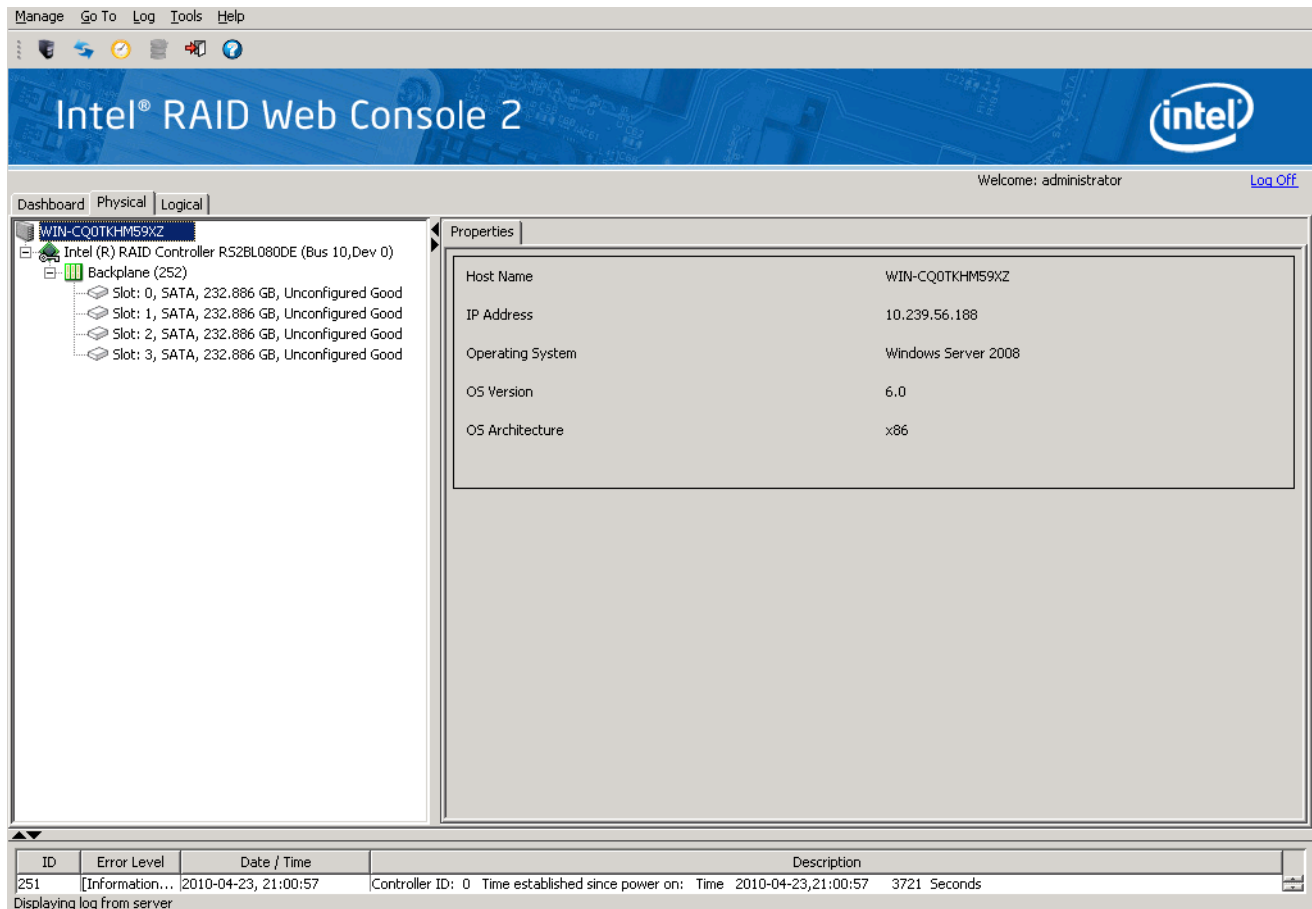 Manage Go To Log Tools Help
Intel® RAID Web Console 2
intel
Welcome: administrator Log Off
Dashboard Physical Logical
WIN-CQ0TKHM59XZ
Intel (R) RAID Controller RS2BL080DE (Bus 10,Dev 0)
Backplane (252)
Slot: 0, SATA, 232.886 GB, Unconfigured Good
Slot: 1, SATA, 232.886 GB, Unconfigured Good
Slot: 2, SATA, 232.886 GB, Unconfigured Good
Slot: 3, SATA, 232.886 GB, Unconfigured Good
Properties
Host Name WIN-CQ0TKHM59XZ
IP Address 10.239.56.188
Operating System Windows Server 2008
OS Version 6.0
OS Architecture x86
ID Error Level Date / Time Description
251 [Information... 2010-04-23, 21:00:57 Controller ID: 0 Time established since power on: Time 2010-04-23,21:00:57 3721 Seconds
Displaying log from server